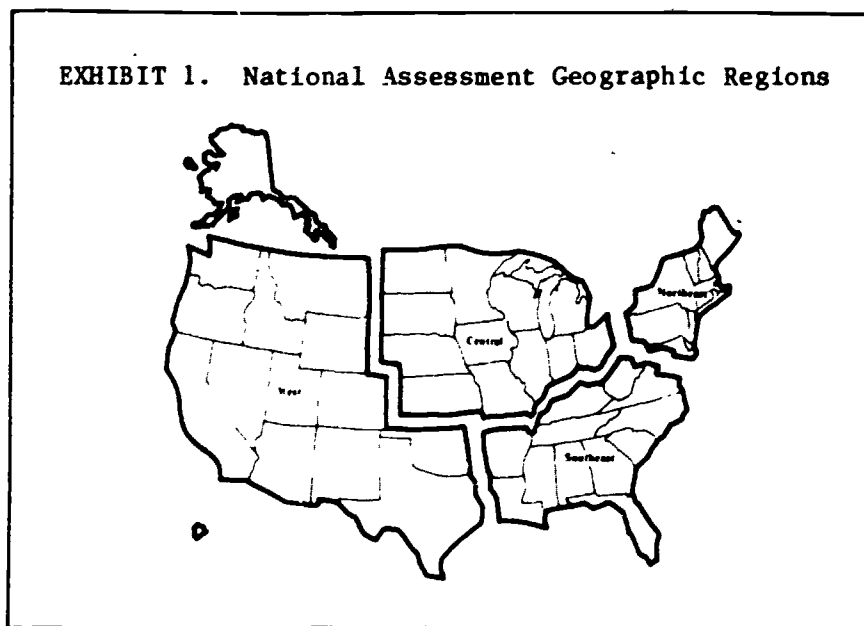 EXHIBIT 1. National Assessment Geographic Regions
Northeast
Central
West
Southeast